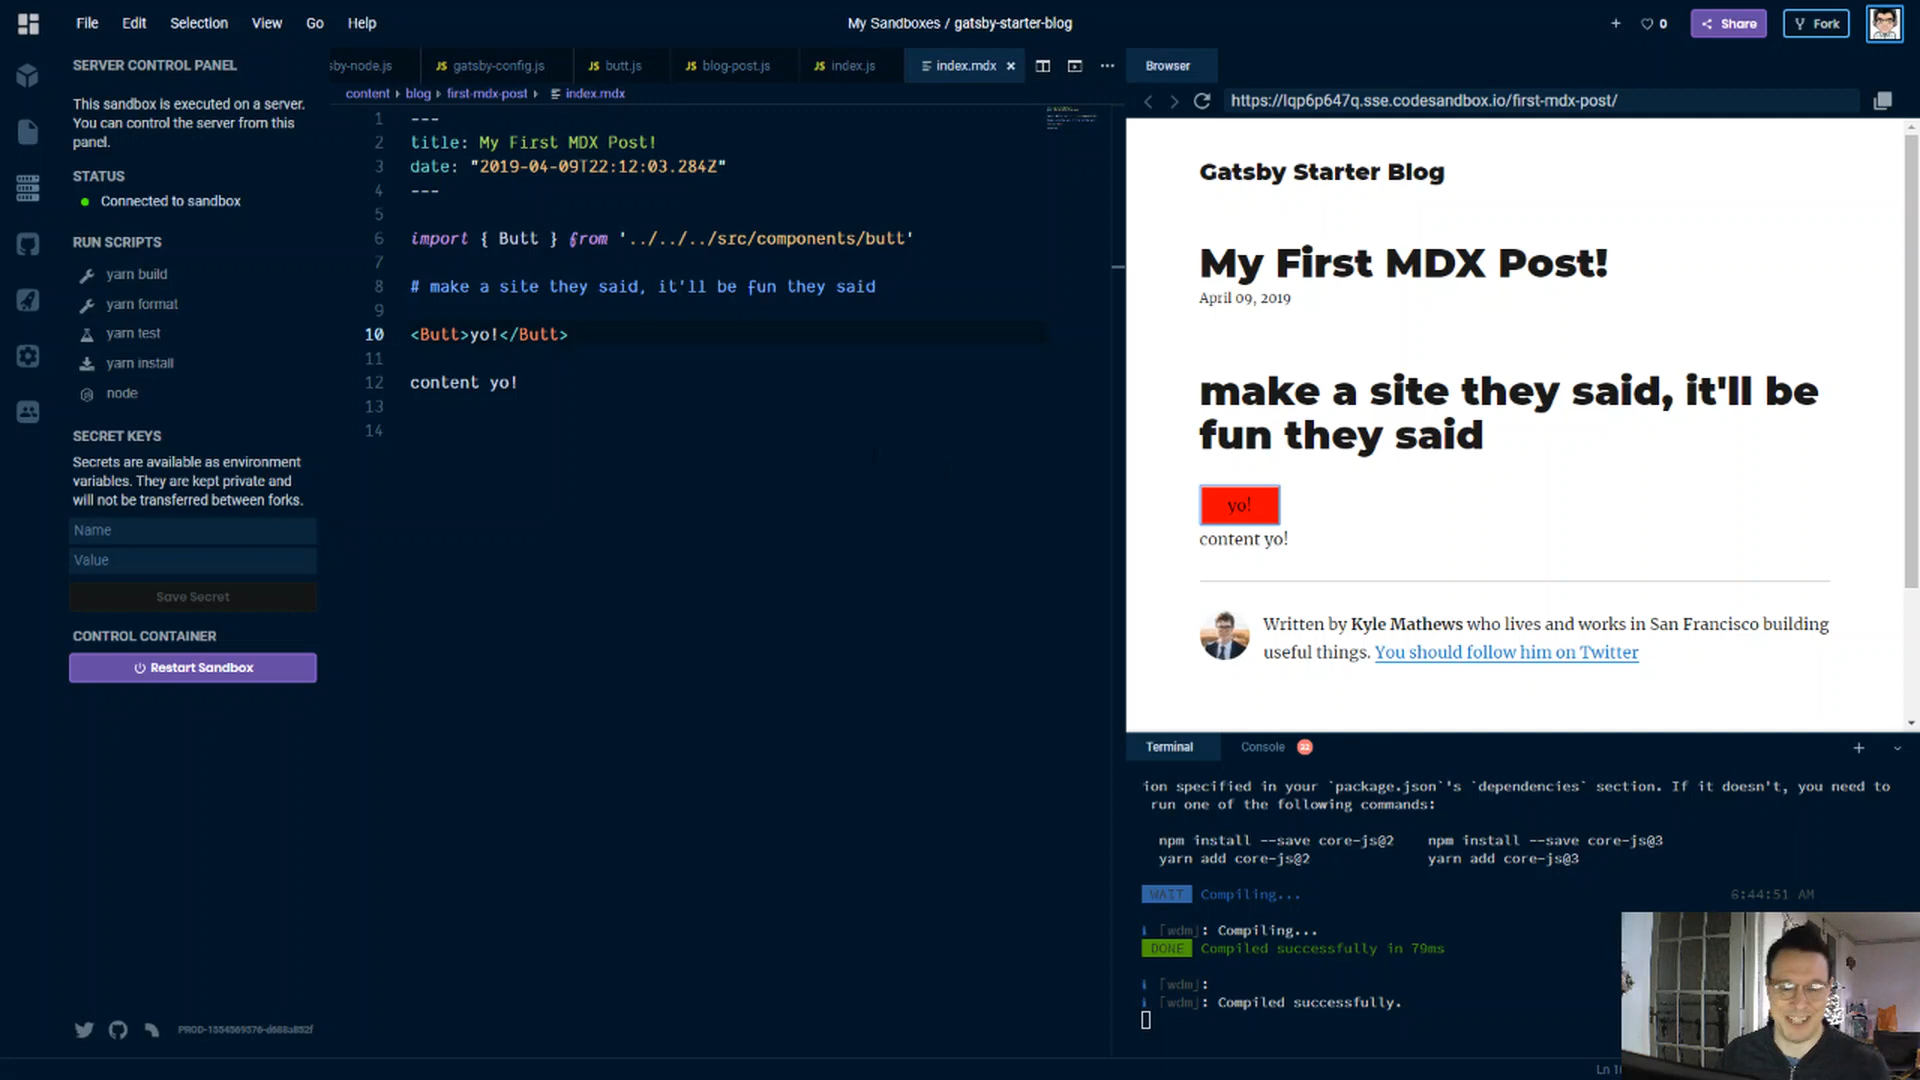 File Edit Selection View Go Help
My Sandboxes / gatsby-starter-blog
0
Share
Fork
SERVER CONTROL PANEL
This sandbox is executed on a server.
You can control the server from this
panel.
STATUS
Connected to sandbox
RUN SCRIPTS
yarn build
yarn format
yarn test
yarn install
node
SECRET KEYS
Secrets are available as environment
variables. They are kept private and
will not be transferred between forks.
Name
Value
Save Secret
CONTROL CONTAINER
Restart Sandbox
sby-node.js
JS gatsby-config.js
JS butt.js
JS blog-post.js
JS index.js
index.mdx
content blog first-mdx-post index.mdx
1 ---
2 title: My First MDX Post!
3 date: "2019-04-09T22:12:03.284Z"
4 ---
5
6 import { Butt } from '../../../src/components/butt'
7
8 # make a site they said, it'll be fun they said
9
10 <Butt>yo!</Butt>
11
12 content yo!
13
14
Browser
https://lqp6p647q.sse.codesandbox.io/first-mdx-post/
Gatsby Starter Blog
My First MDX Post!
April 09, 2019
make a site they said, it'll be
fun they said
yo!
content yo!
Written by Kyle Mathews who lives and works in San Francisco building
useful things. You should follow him on Twitter
Terminal
Console 22
ion specified in your `package.json`'s `dependencies` section. If it doesn't, you need to
run one of the following commands:
npm install --save core-js@2 npm install --save core-js@3
yarn add core-js@2 yarn add core-js@3
WAIT Compiling... 6:44:51 AM
ℹ ｢wdm｣: Compiling...
DONE Compiled successfully in 79ms
ℹ ｢wdm｣:
ℹ ｢wdm｣: Compiled successfully.